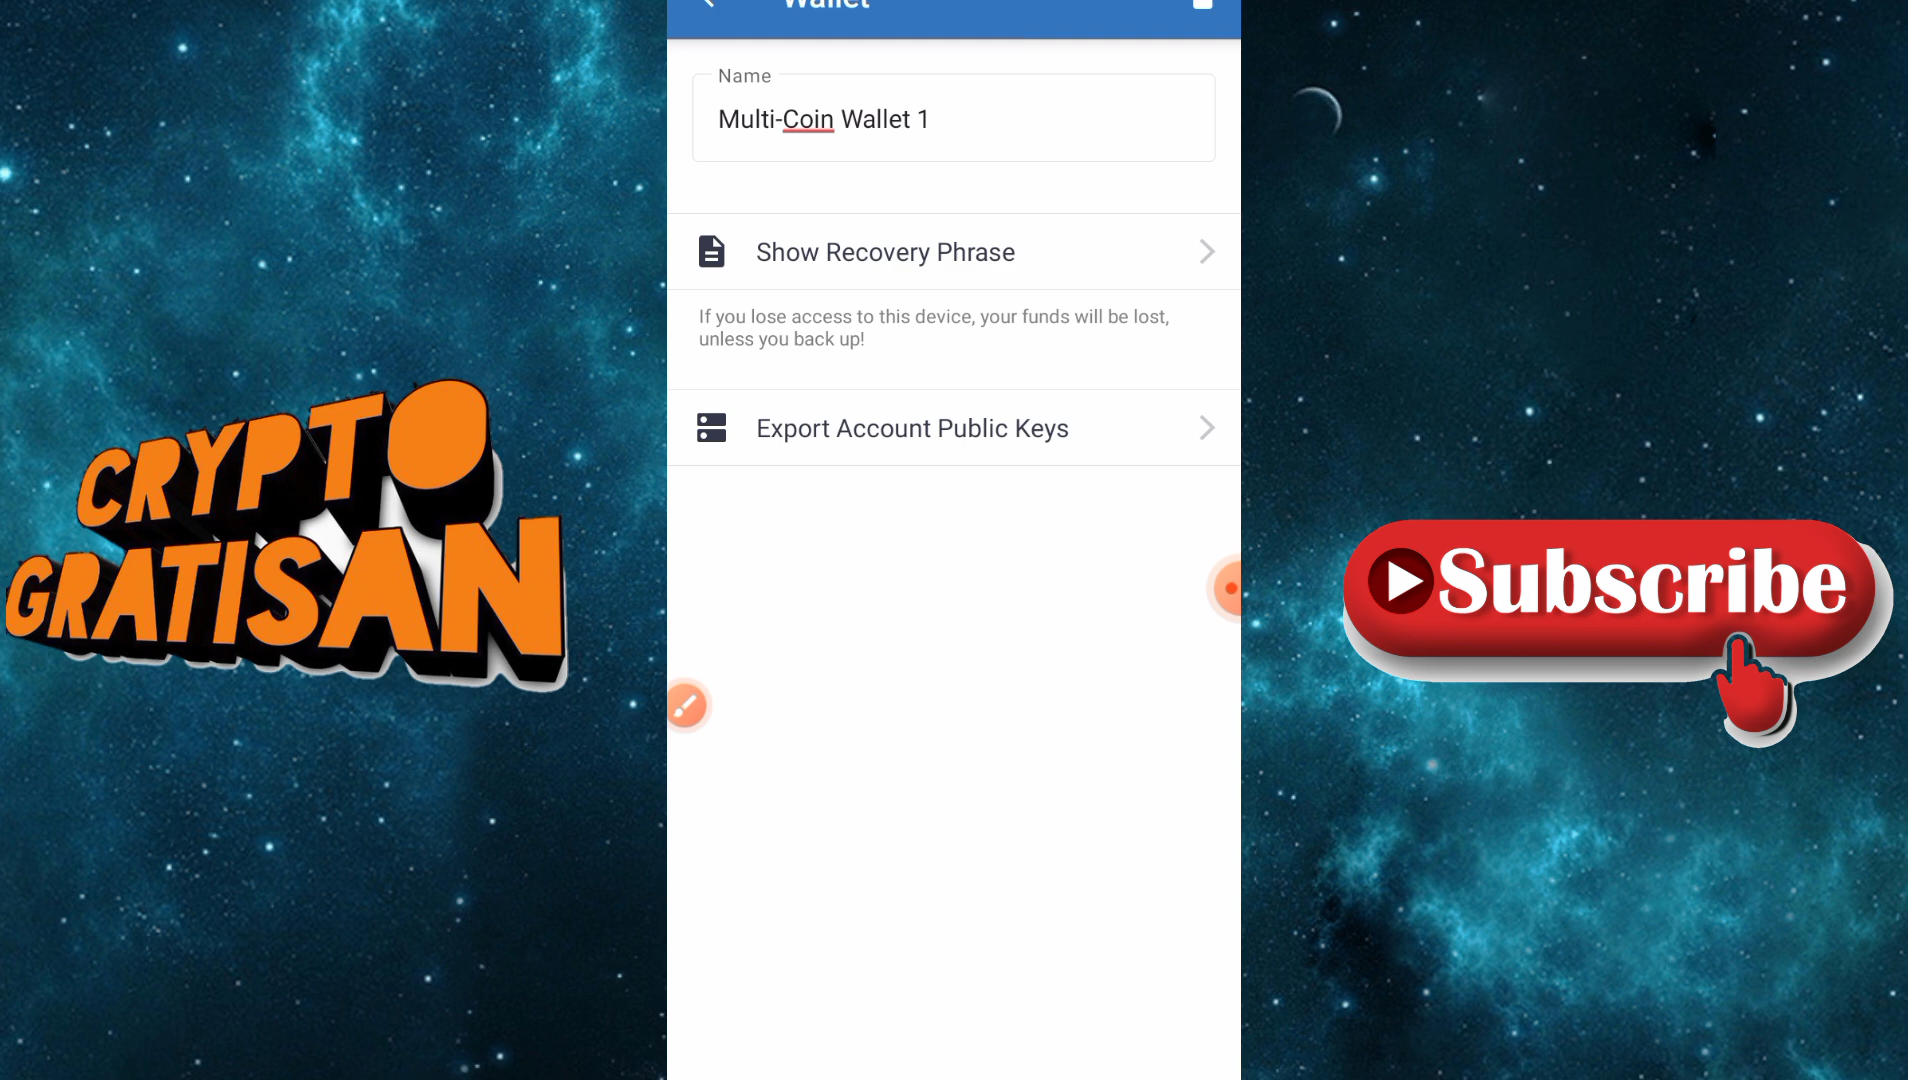 Wallet
Name
Multi-Coin Wallet 1
Show Recovery Phrase
If you lose access to this device, your funds will be lost,
unless you back up!
Export Account Public Keys
CRYPTO
GRATISAN
Subscribe